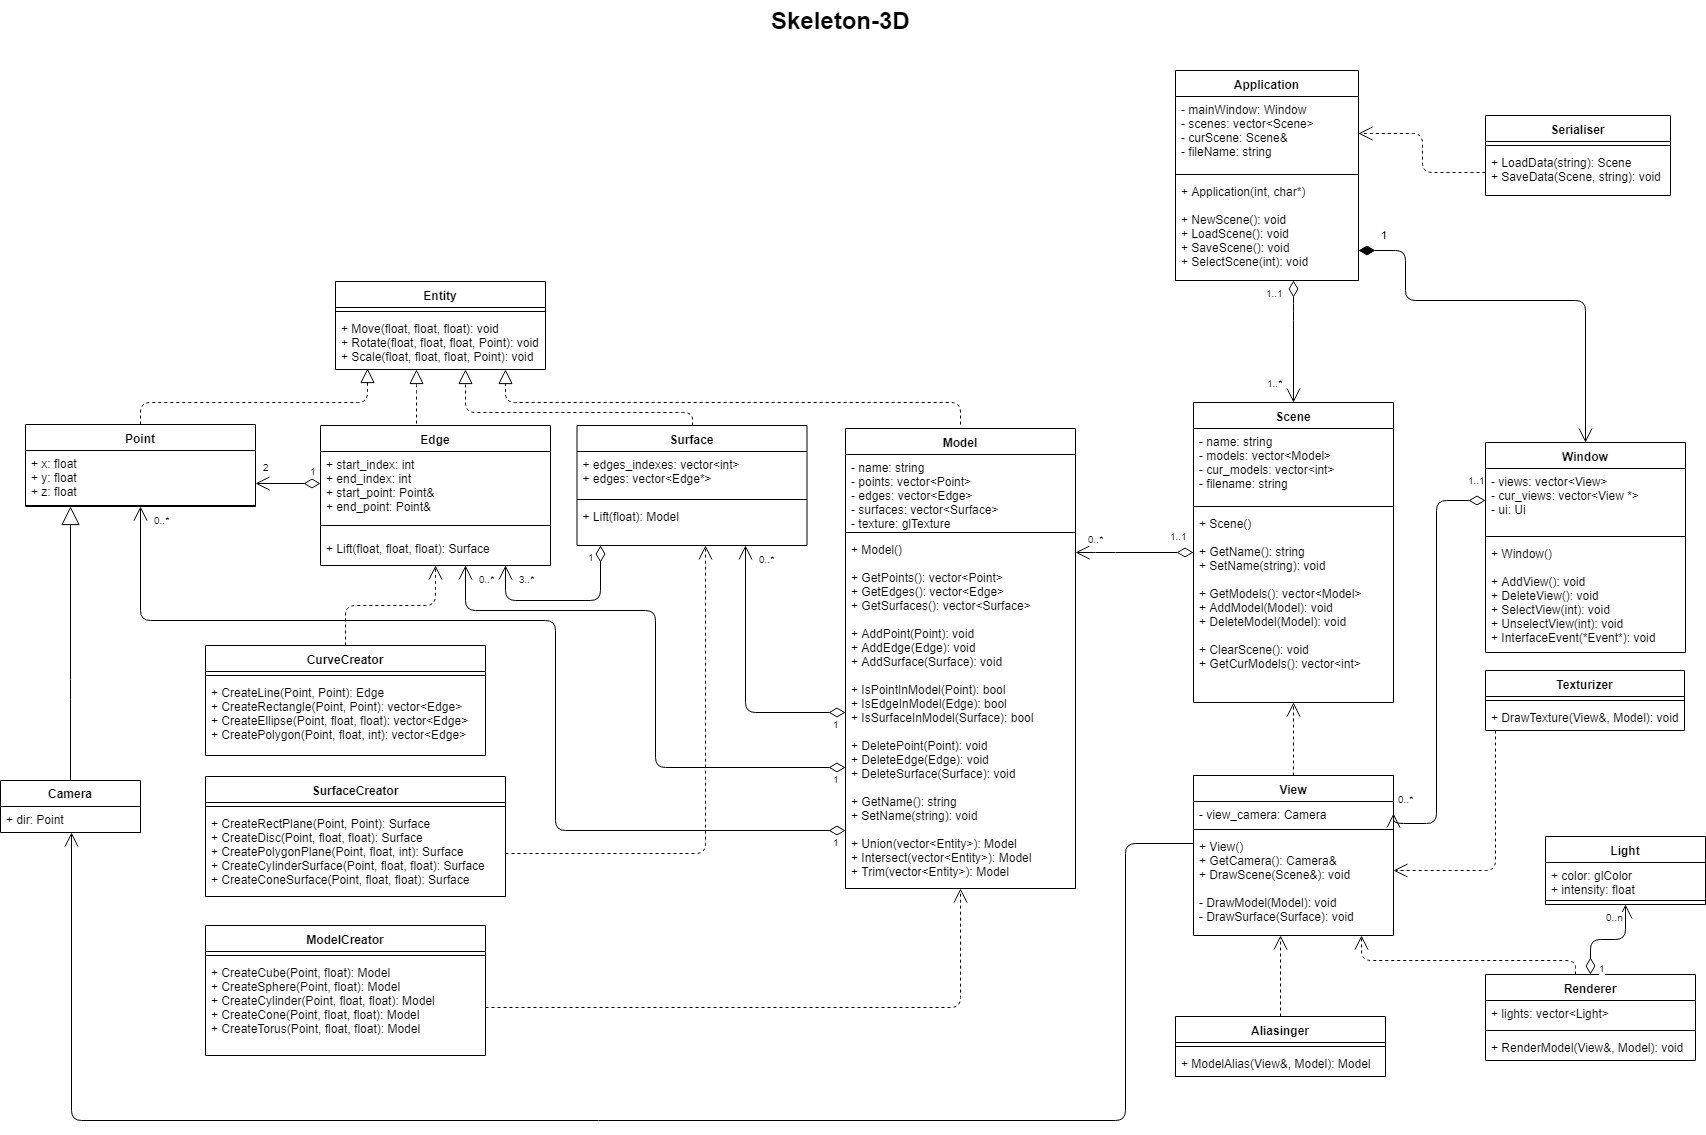 Skeleton-3D
Application
- mainWindow: Window
- scenes: vector<Scene>
- curScene: Scene&
- fileName: string
+ Application(int, char*)
+ NewScene(): void
+ LoadScene(): void
+ SaveScene(): void
+ SelectScene(int): void
Serialiser
+ LoadData(string): Scene
+ SaveData(Scene, string): void
1
1..1
1..*
Entity
+ Move(float, float, float): void
+ Rotate(float, float, float, Point): void
+ Scale(float, float, float, Point): void
Point
+ x: float
+ y: float
+ z: float
2
1
0..*
Edge
+ start_index: int
+ end_index: int
+ start_point: Point&
+ end_point: Point&
+ Lift(float, float, float): Surface
0..*
3..*
Surface
+ edges_indexes: vector<int>
+ edges: vector<Edge*>
+ Lift(float): Model
1
0..*
Model
- name: string
- points: vector<Point>
- edges: vector<Edge>
- surfaces: vector<Surface>
- texture: glTexture
+ Model()
+ GetPoints(): vector<Point>
+ GetEdges(): vector<Edge>
+ GetSurfaces(): vector<Surface>
+ AddPoint(Point): void
+ AddEdge(Edge): void
+ AddSurface(Surface): void
+ IsPointInModel(Point): bool
+ IsEdgeInModel(Edge): bool
+ IsSurfaceInModel(Surface): bool
+ DeletePoint(Point): void
+ DeleteEdge(Edge): void
+ DeleteSurface(Surface): void
+ GetName(): string
+ SetName(string): void
+ Union(vector<Entity>): Model
+ Intersect(vector<Entity>): Model
+ Trim(vector<Entity>): Model
1
1
1
0..*
1..1
Scene
- name: string
- models: vector<Model>
- cur_models: vector<int>
- filename: string
+ Scene()
+ GetName(): string
+ SetName(string): void
+ GetModels(): vector<Model>
+ AddModel(Model): void
+ DeleteModel(Model): void
+ ClearScene(): void
+ GetCurModels(): vector<int>
1..1
Window
- views: vector<View>
- cur_views: vector<View *>
- ui: Ui
+ Window()
+ AddView(): void
+ DeleteView(): void
+ SelectView(int): void
+ UnselectView(int): void
+ InterfaceEvent(*Event*): void
CurveCreator
+ CreateLine(Point, Point): Edge
+ CreateRectangle(Point, Point): vector<Edge>
+ CreateEllipse(Point, float, float): vector<Edge>
+ CreatePolygon(Point, float, int): vector<Edge>
Texturizer
+ DrawTexture(View&, Model): void
Camera
+ dir: Point
SurfaceCreator
+ CreateRectPlane(Point, Point): Surface
+ CreateDisc(Point, float, float): Surface
+ CreatePolygonPlane(Point, float, int): Surface
+ CreateCylinderSurface(Point, float, float): Surface
+ CreateConeSurface(Point, float, float): Surface
View
- view_camera: Camera
+ View()
+ GetCamera(): Camera&
+ DrawScene(Scene&): void
- DrawModel(Model): void
- DrawSurface(Surface): void
0..*
Light
+ color: glColor
+ intensity: float
0..n
1
ModelCreator
+ CreateCube(Point, float): Model
+ CreateSphere(Point, float): Model
+ CreateCylinder(Point, float, float): Model
+ CreateCone(Point, float, float): Model
+ CreateTorus(Point, float, float): Model
Renderer
+ lights: vector<Light>
+ RenderModel(View&, Model): void
Aliasinger
+ ModelAlias(View&, Model): Model